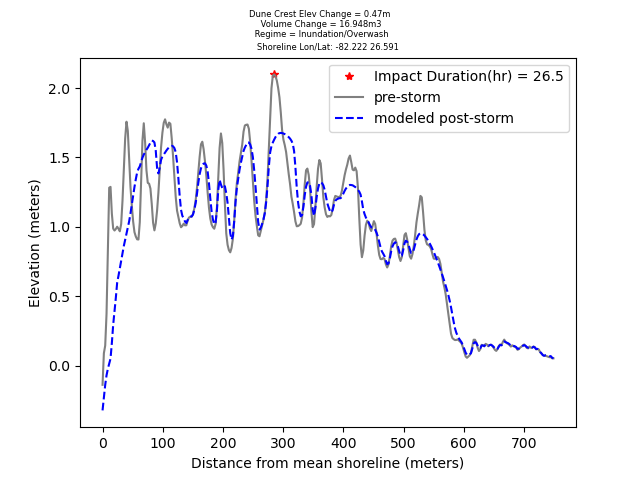 Dune Crest Elev Change = 0.47m
Volume Change = 16.948m3
Regime = Inundation/Overwash
Shoreline Lon/Lat: -82.222 26.591
Impact Duration(hr) = 26.5
pre-storm
modeled post-storm
2.0
1.5
1.0
0.5
0.0
Elevation (meters)
0 100 200 300 400 500 600 700
Distance from mean shoreline (meters)